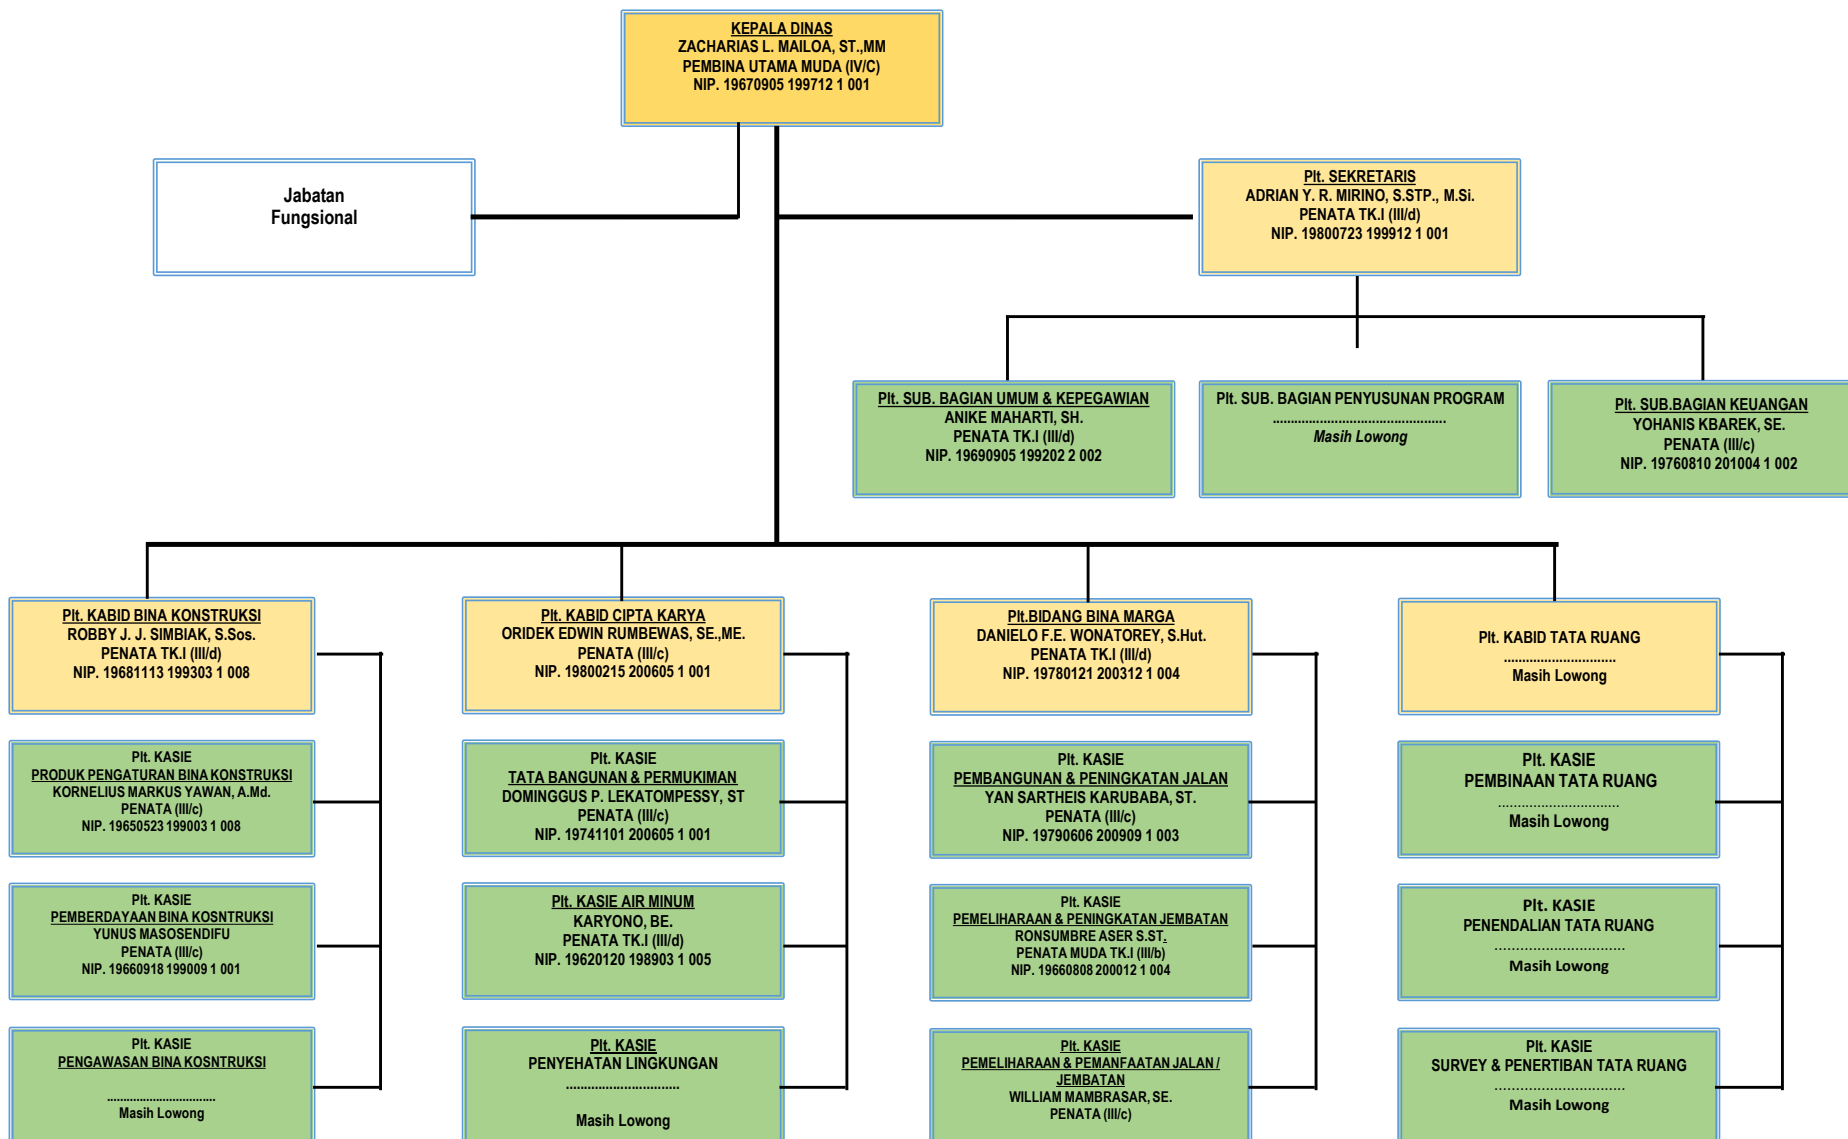 KEPALA DINAS
ZACHARIAS L. MAILOA, ST.,MM
PEMBINA UTAMA MUDA (IV/C)
NIP. 19670905 199712 1 001
Jabatan
Fungsional
Plt. SEKRETARIS
ADRIAN Y. R. MIRINO, S.STP., M.Si.
PENATA TK.I (III/d)
NIP. 19800723 199912 1 001
Plt. SUB. BAGIAN UMUM & KEPEGAWIAN
ANIKE MAHARTI, SH.
PENATA TK.I (III/d)
NIP. 19690905 199202 2 002
Plt. SUB. BAGIAN PENYUSUNAN PROGRAM
...............................................
Masih Lowong
Plt. SUB.BAGIAN KEUANGAN
YOHANIS KBAREK, SE.
PENATA (III/c)
NIP. 19760810 201004 1 002
Plt. KABID BINA KONSTRUKSI
ROBBY J. J. SIMBIAK, S.Sos.
PENATA TK.I (III/d)
NIP. 19681113 199303 1 008
Plt. KABID CIPTA KARYA
ORIDEK EDWIN RUMBEWAS, SE.,ME.
PENATA (III/c)
NIP. 19800215 200605 1 001
Plt.BIDANG BINA MARGA
DANIELO F.E. WONATOREY, S.Hut.
PENATA TK.I (III/d)
NIP. 19780121 200312 1 004
Plt. KABID TATA RUANG
...............................
Masih Lowong
Plt. KASIE
PRODUK PENGATURAN BINA KONSTRUKSI
KORNELIUS MARKUS YAWAN, A.Md.
PENATA (III/c)
NIP. 19650523 199003 1 008
Plt. KASIE
TATA BANGUNAN & PERMUKIMAN
DOMINGGUS P. LEKATOMPESSY, ST
PENATA (III/c)
NIP. 19741101 200605 1 001
Plt. KASIE
PEMBANGUNAN & PENINGKATAN JALAN
YAN SARTHEIS KARUBABA, ST.
PENATA (III/c)
NIP. 19790606 200909 1 003
Plt. KASIE
PEMBINAAN TATA RUANG
...............................
Masih Lowong
Plt. KASIE
PEMBERDAYAAN BINA KOSNTRUKSI
YUNUS MASOSENDIFU
PENATA (III/c)
NIP. 19660918 199009 1 001
Plt. KASIE AIR MINUM
KARYONO, BE.
PENATA TK.I (III/d)
NIP. 19620120 198903 1 005
Plt. KASIE
PEMELIHARAAN & PENINGKATAN JEMBATAN
RONSUMBRE ASER S.ST.
PENATA MUDA TK.I (III/b)
NIP. 19660808 200012 1 004
Plt. KASIE
PENENDALIAN TATA RUANG
...............................
Masih Lowong
Plt. KASIE
PENGAWASAN BINA KOSNTRUKSI
...............................
Masih Lowong
Plt. KASIE
PENYEHATAN LINGKUNGAN
...............................
Masih Lowong
Plt. KASIE
PEMELIHARAAN & PEMANFAATAN JALAN /
JEMBATAN
WILLIAM MAMBRASAR, SE.
PENATA (III/c)
Plt. KASIE
SURVEY & PENERTIBAN TATA RUANG
...............................
Masih Lowong